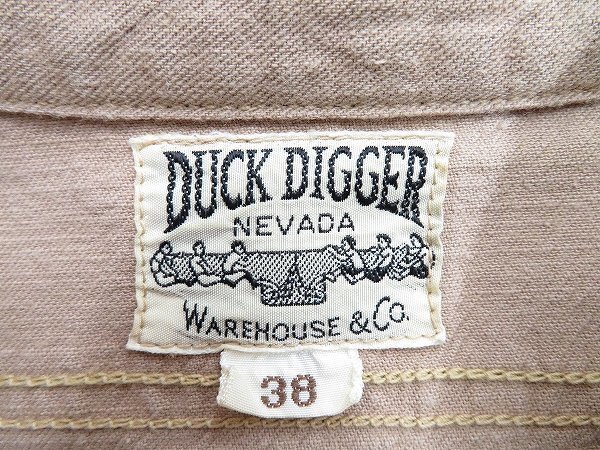 DUCK DIGGER
NEVADA
WAREHOUSE & CO.
38